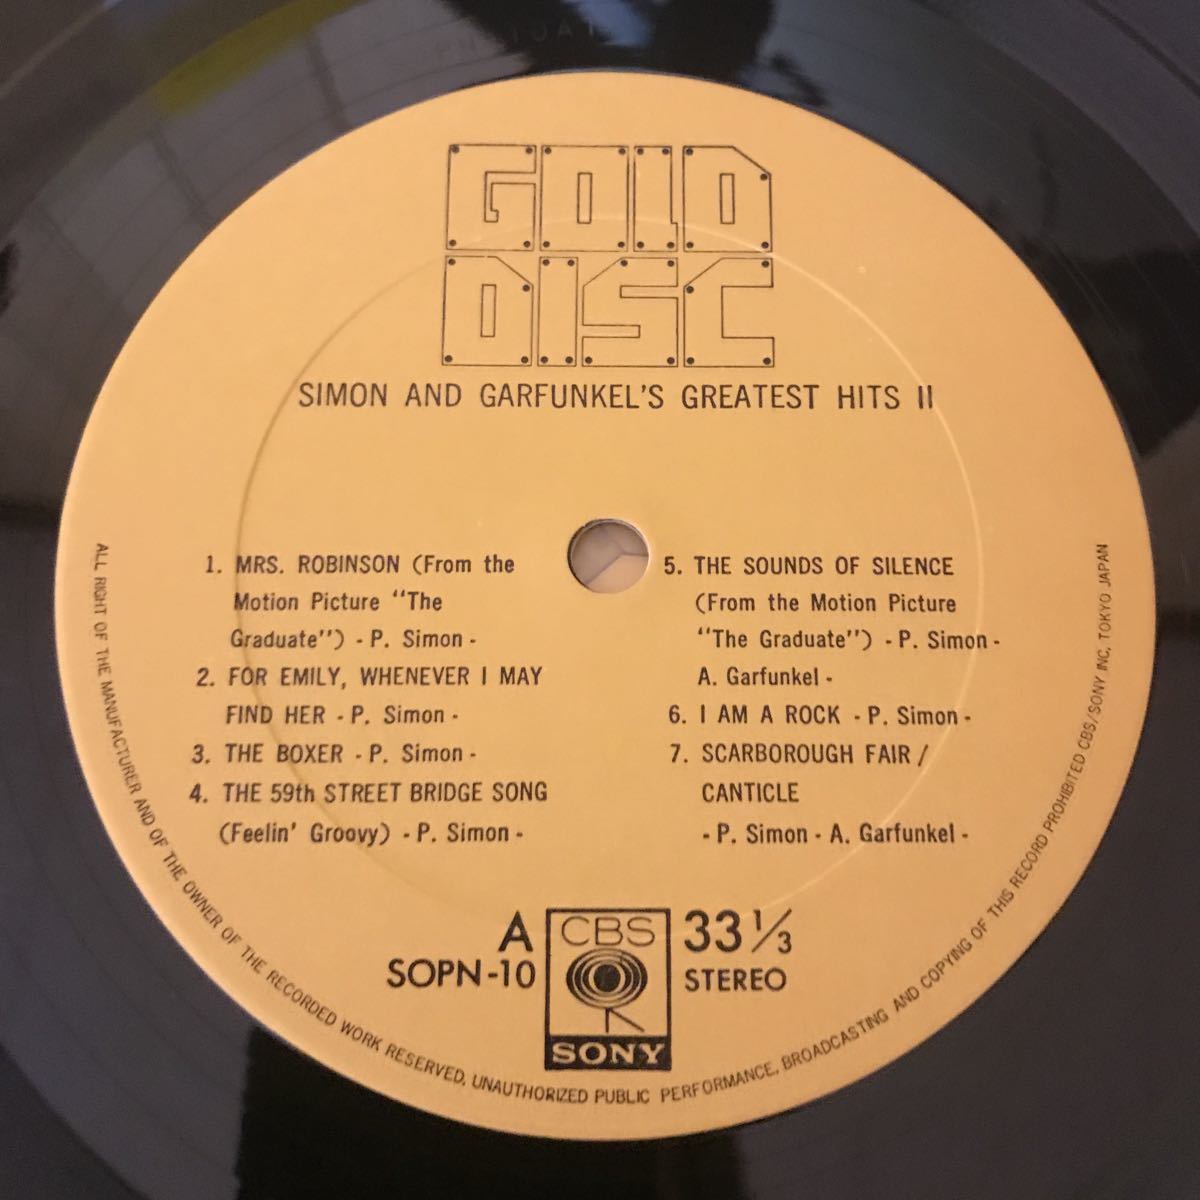 GOLD
DISC
SIMON AND GARFUNKEL'S GREATEST HITS II
1. MRS. ROBINSON (From the
Motion Picture "The
Graduate") - P. Simon -
2. FOR EMILY, WHENEVER I MAY
FIND HER - P. Simon -
3. THE BOXER - P. Simon -
4. THE 59th STREET BRIDGE SONG
(Feelin' Groovy) - P. Simon -
5. THE SOUNDS OF SILENCE
(From the Motion Picture
"The Graduate") - P. Simon -
A. Garfunkel -
6. I AM A ROCK - P. Simon -
7. SCARBOROUGH FAIR /
CANTICLE
- P. Simon - A. Garfunkel -
A
SOPN-10
CBS
SONY
33 1/3
STEREO
ALL RIGHT OF THE MANUFACTURER AND OF THE OWNER OF THE RECORDED WORK RESERVED. UNAUTHORIZED PUBLIC PERFORMANCE, BROADCASTING AND COPYING OF THIS RECORD PROHIBITED CBS/SONY INC, TOKYO JAPAN